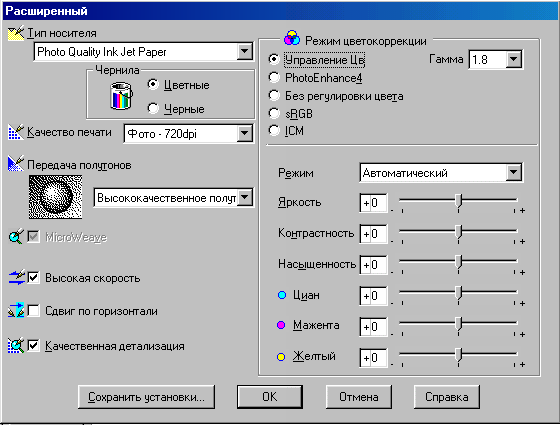 Расширенный
Тип носителя
Photo Quality Ink Jet Paper
Чернила
Цветные
Черные
Качество печати
Фото - 720dpi
Передача полутонов
Высококачественное полут
MicroWeave
Высокая скорость
Сдвиг по горизонтали
Качественная детализация
Режим цветокоррекции
Управление Цв
Гамма 1.8
PhotoEnhance4
Без регулировки цвета
sRGB
ICM
Режим Автоматический
Яркость +0 - +
Контрастность +0 - +
Насыщенность +0 - +
Циан +0 - +
Мажента +0 - +
Желтый +0 - +
Сохранить установки... OK Отмена Справка